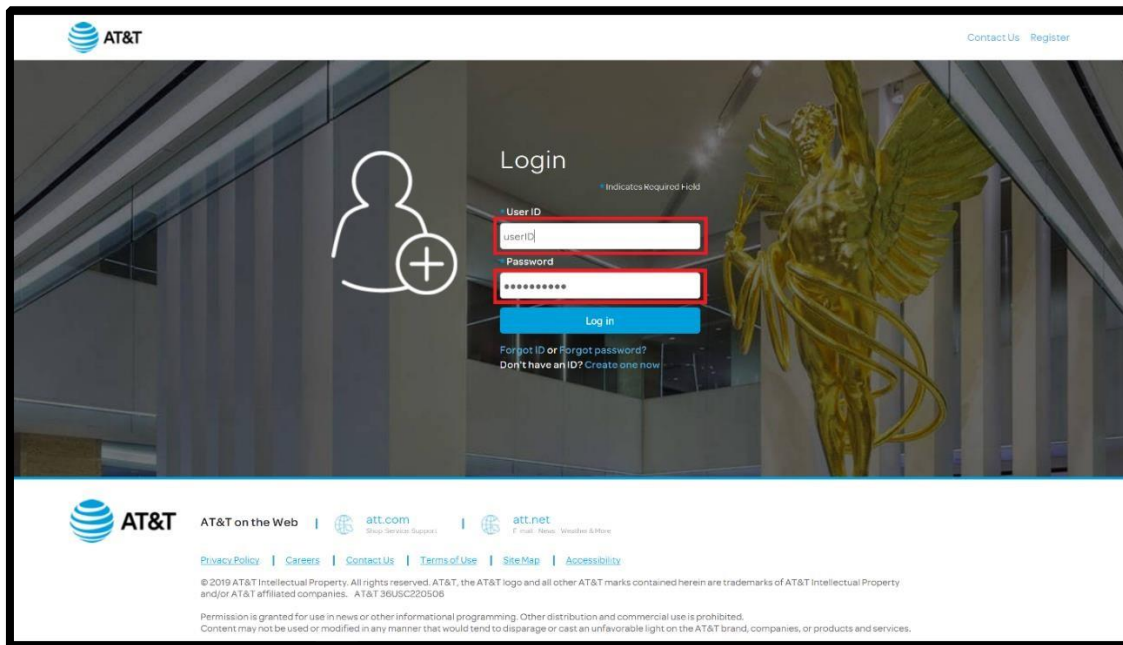 AT&T
Contact Us Register
Login
* Indicates Required Field
* User ID
userID
* Password
Log in
Forgot ID or Forgot password?
Don't have an ID? Create one now
AT&T
AT&T on the Web | att.com | att.net
Shop Service Support E-mail, News, Weather & More
Privacy Policy | Careers | Contact Us | Terms of Use | Site Map | Accessibility
© 2019 AT&T Intellectual Property. All rights reserved. AT&T, the AT&T logo and all other AT&T marks contained herein are trademarks of AT&T Intellectual Property
and/or AT&T affiliated companies. AT&T 36USC220506
Permission is granted for use in news or other informational programming. Other distribution and commercial use is prohibited.
Content may not be used or modified in any manner that would tend to disparage or cast an unfavorable light on the AT&T brand, companies, or products and services.